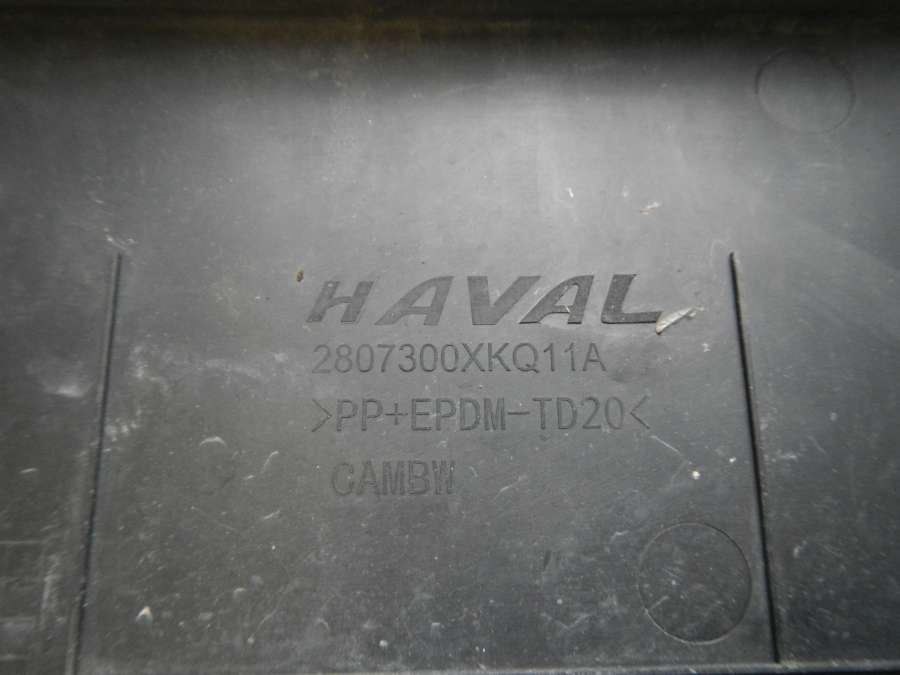 HAVAL
2807300XKQ11A
>PP+EPDM-TD20<
CAMBW